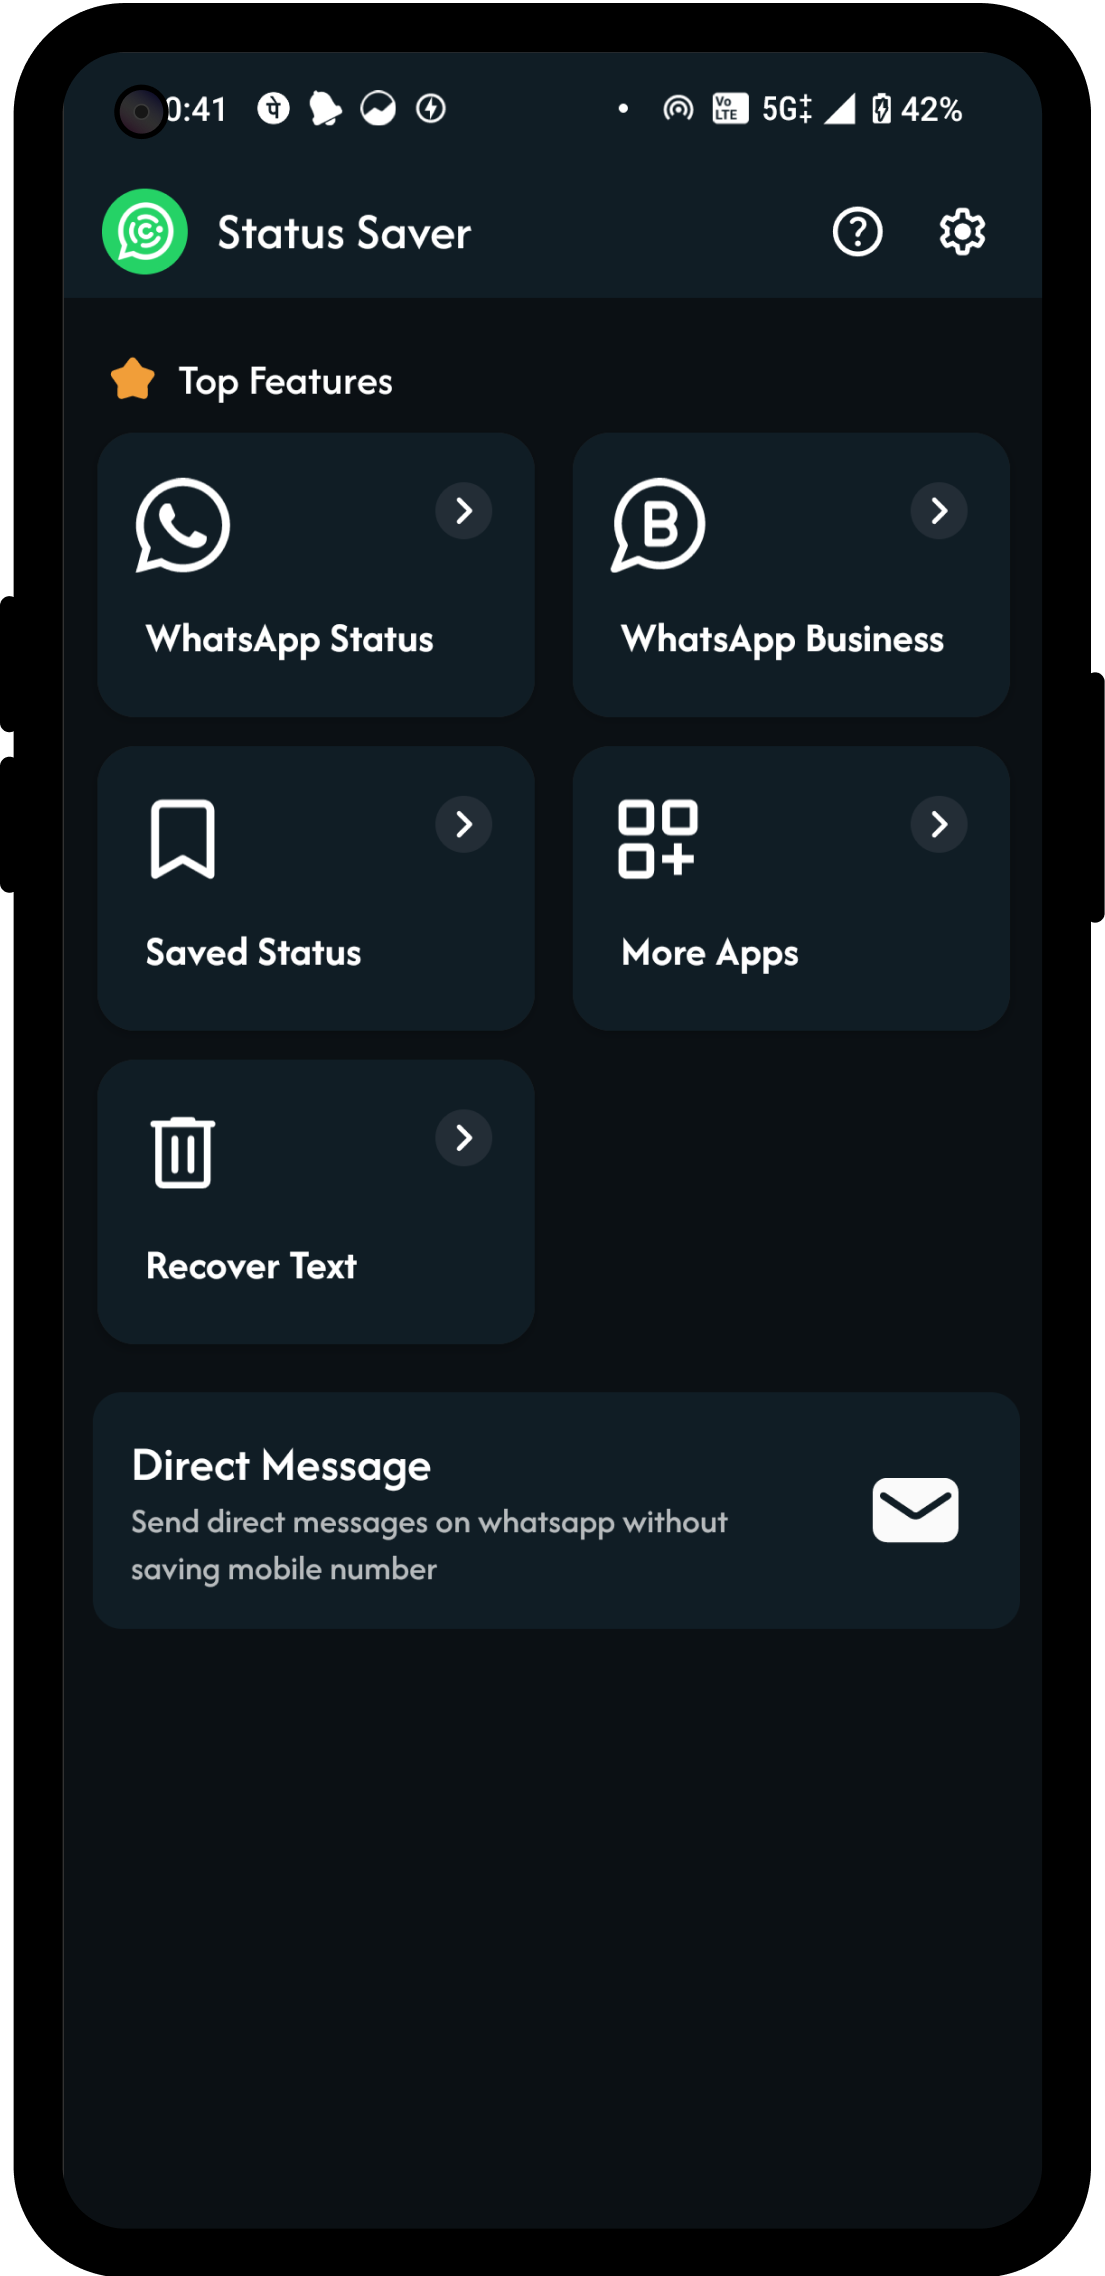 0:41 पे Vo LTE 5G 42%
Status Saver
Top Features
WhatsApp Status
B
WhatsApp Business
Saved Status
More Apps
Recover Text
Direct Message
Send direct messages on whatsapp without
saving mobile number